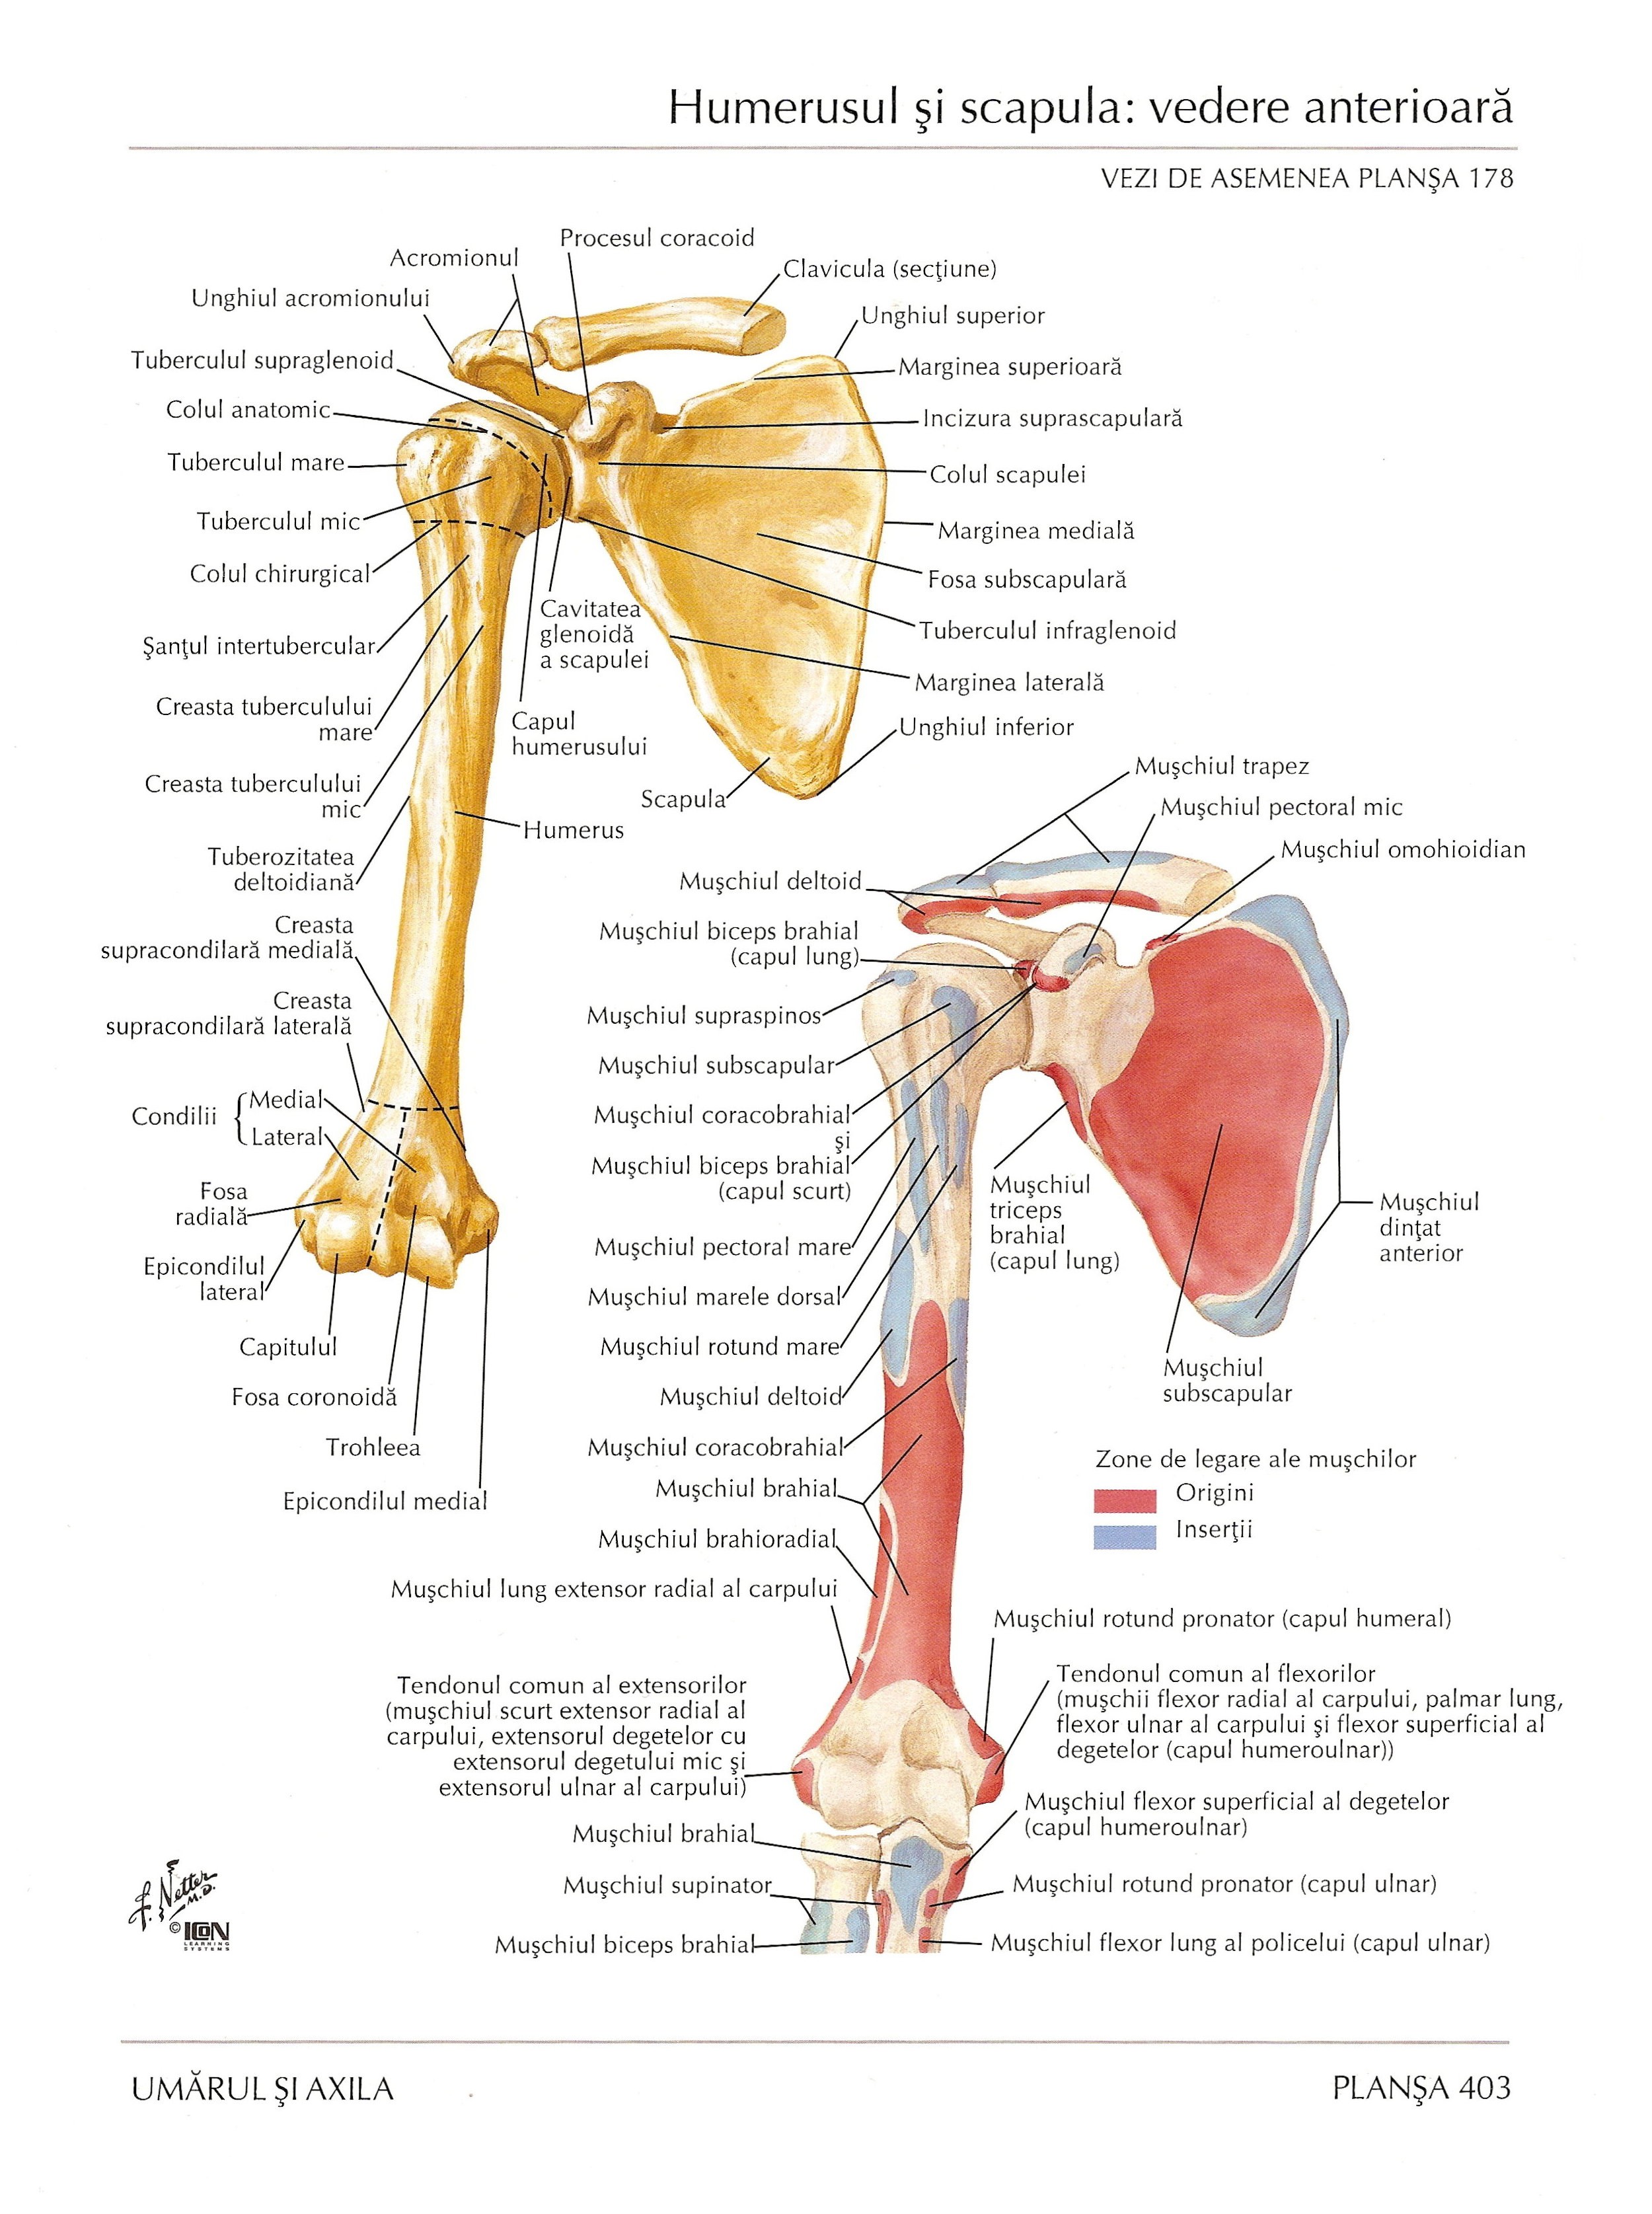 Humerusul şi scapula: vedere anterioară
VEZI DE ASEMENEA PLANŞA 178
Procesul coracoid
Acromionul
Clavicula (secţiune)
Unghiul acromionului
Unghiul superior
Tuberculul supraglenoid
Marginea superioară
Colul anatomic
Incizura suprascapulară
Tuberculul mare
Colul scapulei
Tuberculul mic
Marginea medială
Colul chirurgical
Fosa subscapulară
Cavitatea
glenoidă
a scapulei
Tuberculul infraglenoid
Şanţul intertubercular
Marginea laterală
Creasta tuberculului
mare
Capul
humerusului
Unghiul inferior
Creasta tuberculului
mic
Scapula
Humerus
Tuberozitatea
deltoidiană
Creasta
supracondilară medială
Creasta
supracondilară laterală
Condilii
Medial
Lateral
Fosa
radială
Epicondilul
lateral
Capitulul
Fosa coronoidă
Trohleea
Epicondilul medial
Muşchiul trapez
Muşchiul pectoral mic
Muşchiul omohioidian
Muşchiul deltoid
Muşchiul biceps brahial
(capul lung)
Muşchiul supraspinos
Muşchiul subscapular
Muşchiul coracobrahial
şi
Muşchiul biceps brahial
(capul scurt)
Muşchiul
triceps
brahial
(capul lung)
Muşchiul
dinţat
anterior
Muşchiul pectoral mare
Muşchiul marele dorsal
Muşchiul rotund mare
Muşchiul
subscapular
Muşchiul deltoid
Muşchiul coracobrahial
Zone de legare ale muşchilor
Origini
Inserţii
Muşchiul brahial
Muşchiul brahioradial
Muşchiul lung extensor radial al carpului
Muşchiul rotund pronator (capul humeral)
Tendonul comun al extensorilor
(muşchiul scurt extensor radial al
carpului, extensorul degetelor cu
extensorul degetului mic şi
extensorul ulnar al carpului)
Tendonul comun al flexorilor
(muşchii flexor radial al carpului, palmar lung,
flexor ulnar al carpului şi flexor superficial al
degetelor (capul humeroulnar))
Muşchiul flexor superficial al degetelor
(capul humeroulnar)
Muşchiul brahial
Muşchiul supinator
Muşchiul rotund pronator (capul ulnar)
Muşchiul biceps brahial
Muşchiul flexor lung al policelui (capul ulnar)
F. Netter
M.D.
© ICON
LEARNING
SYSTEMS
UMĂRUL ŞI AXILA
PLANŞA 403